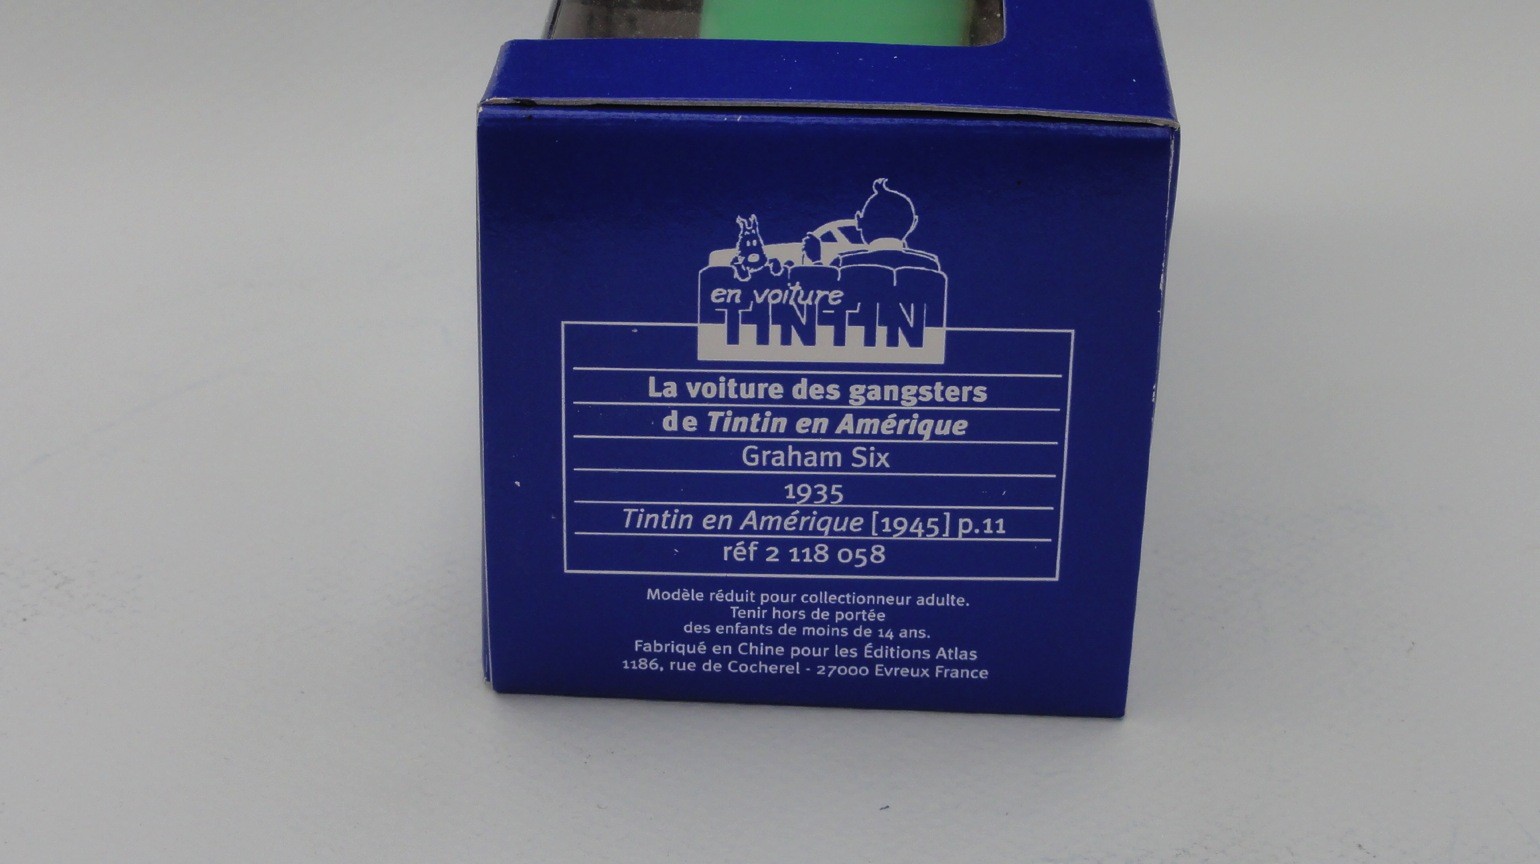 en voiture
TINTIN
La voiture des gangsters
de Tintin en Amérique
Graham Six
1935
Tintin en Amérique [1945] p.11
réf 2 118 058
Modèle réduit pour collectionneur adulte.
Tenir hors de portée
des enfants de moins de 14 ans.
Fabriqué en Chine pour les Éditions Atlas
1186, rue de Cocherel - 27000 Evreux France